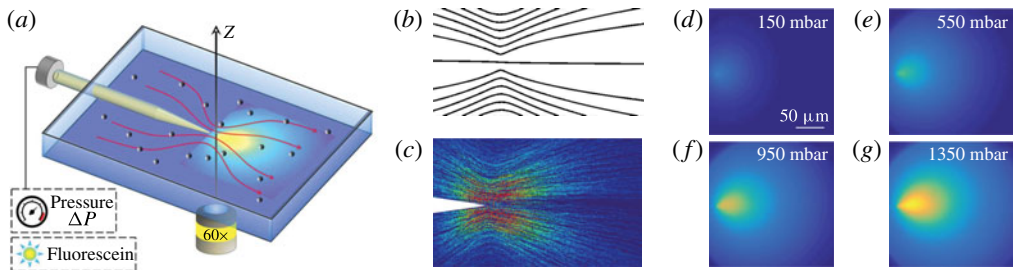 (a)
Z
Pressure
ΔP
Fluorescein
60×
(b)
(c)
(d)
150 mbar
50 μm
(e)
550 mbar
(f)
950 mbar
(g)
1350 mbar